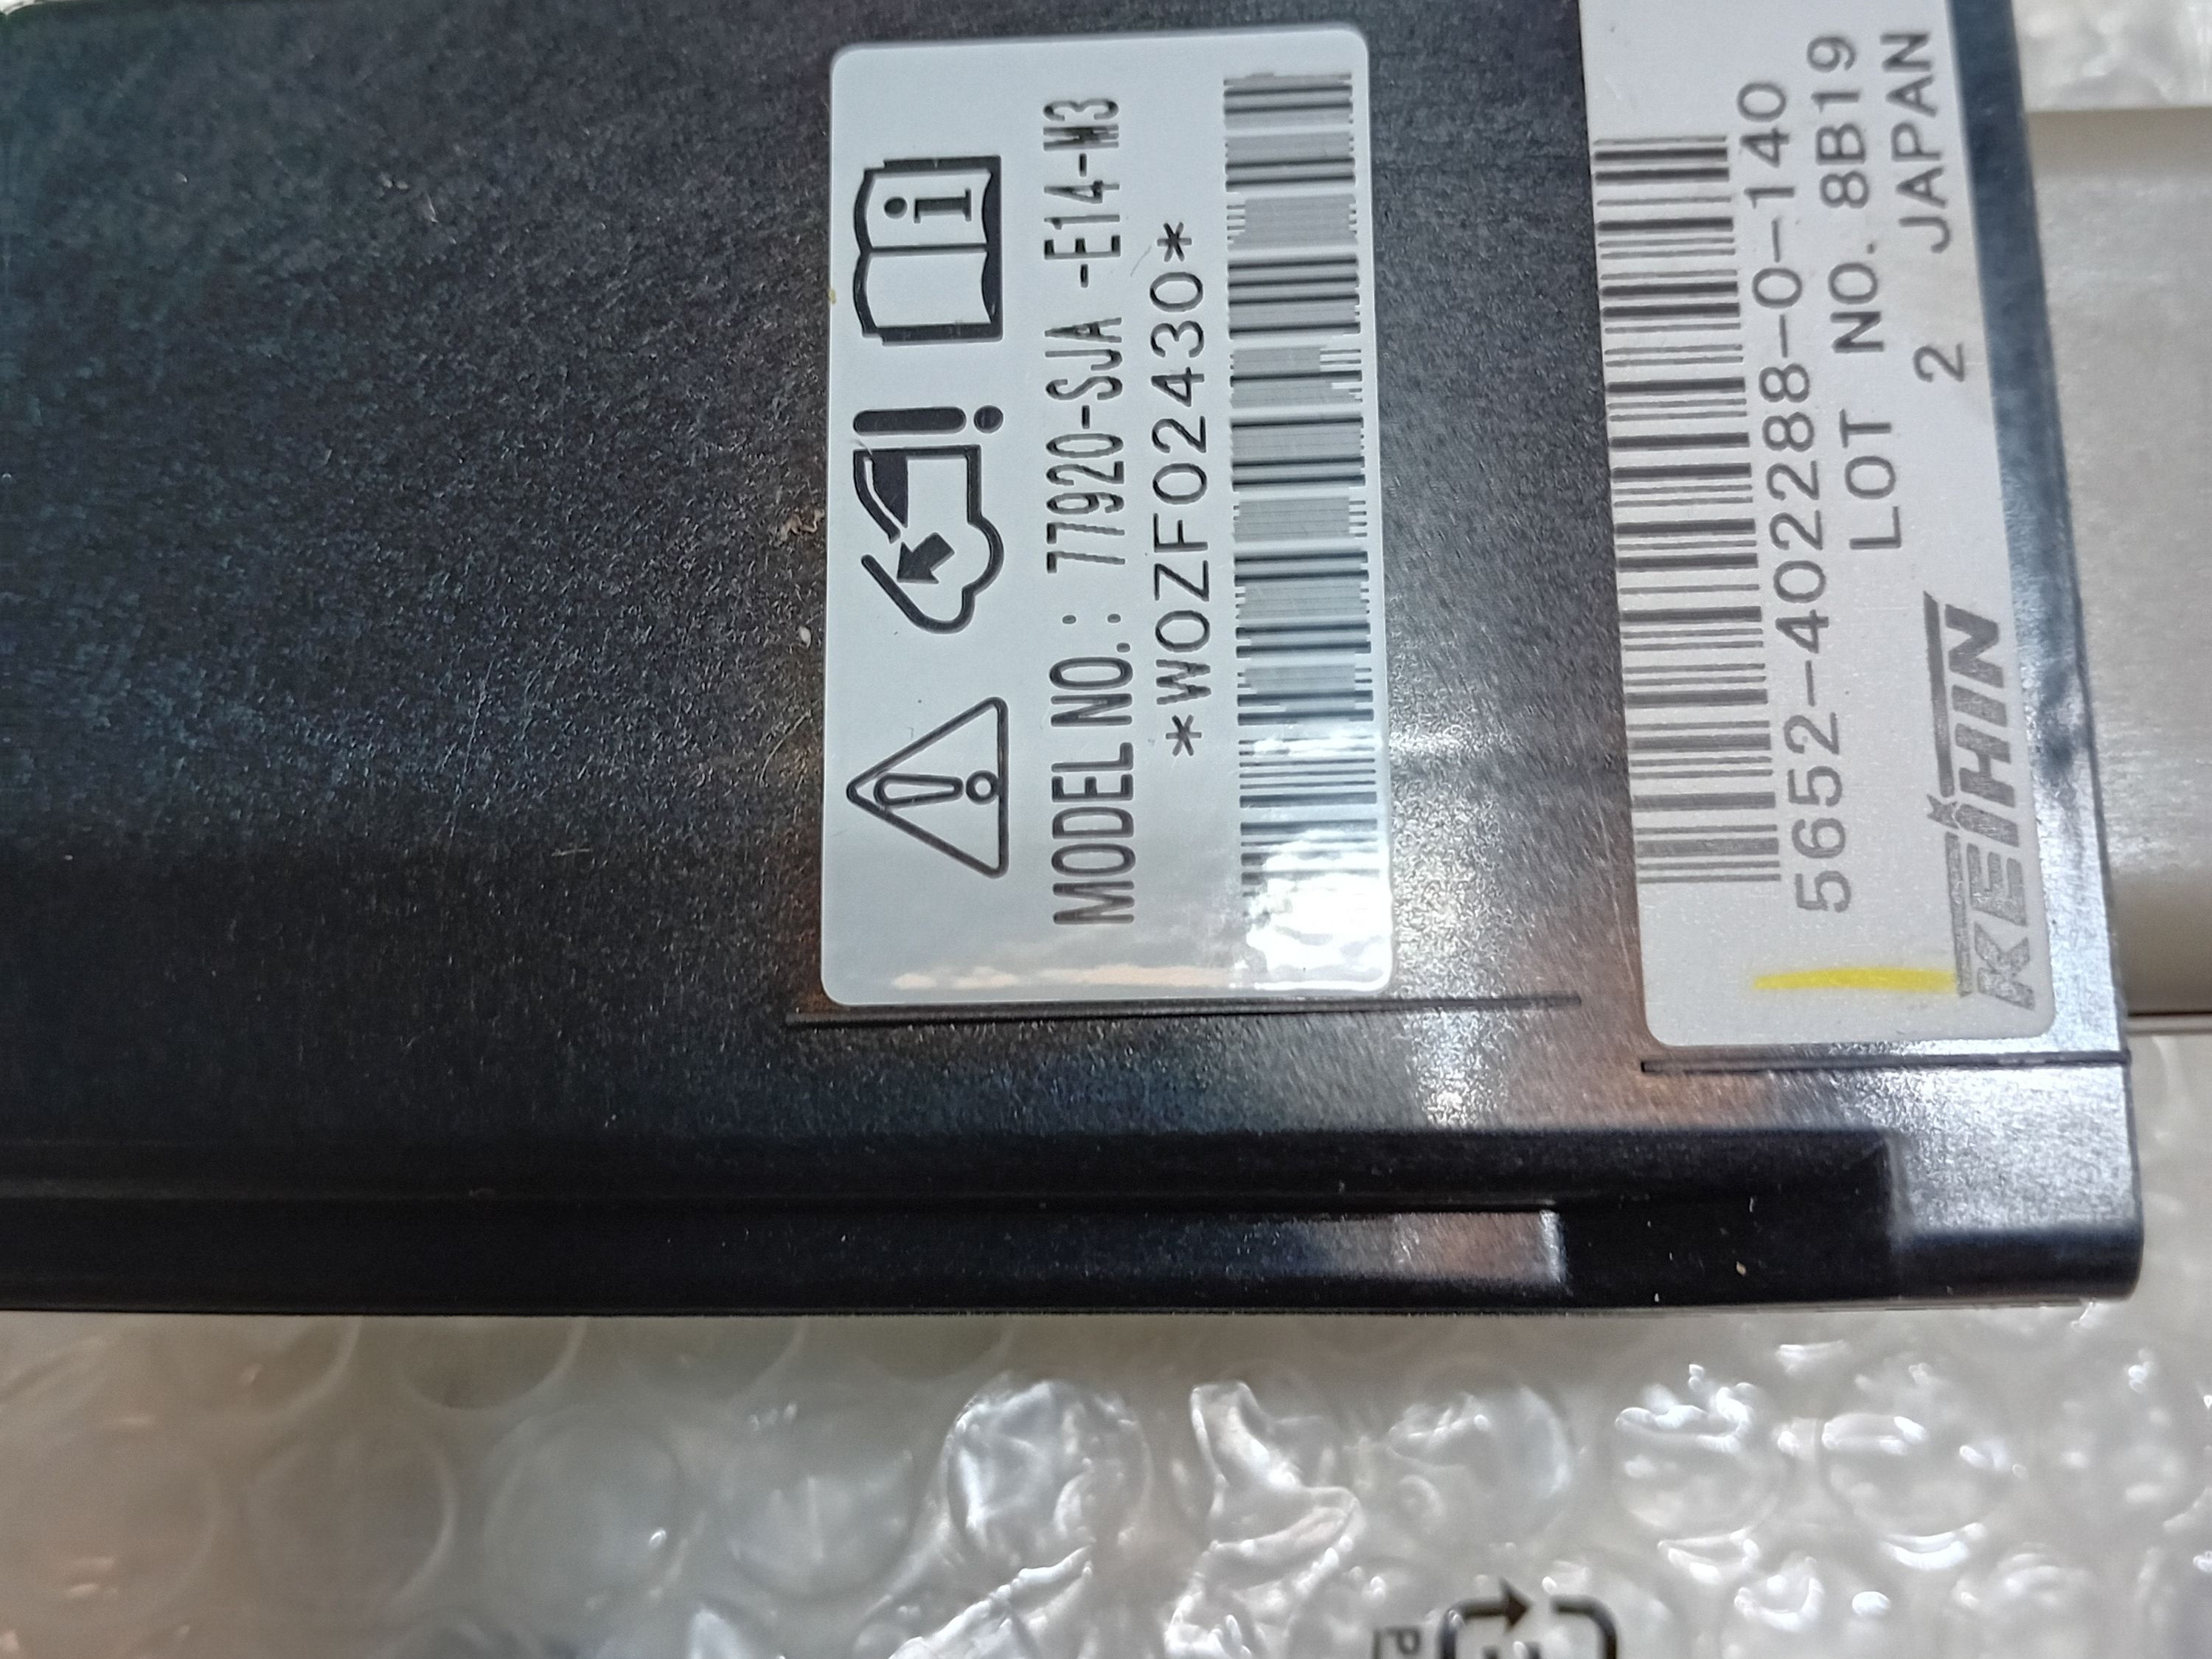 MODEL NO.: 77920-SJA -E14-M3
*W0ZF02430*
5652-402288-0-140
LOT NO. 8B19
KEIHIN 2 JAPAN